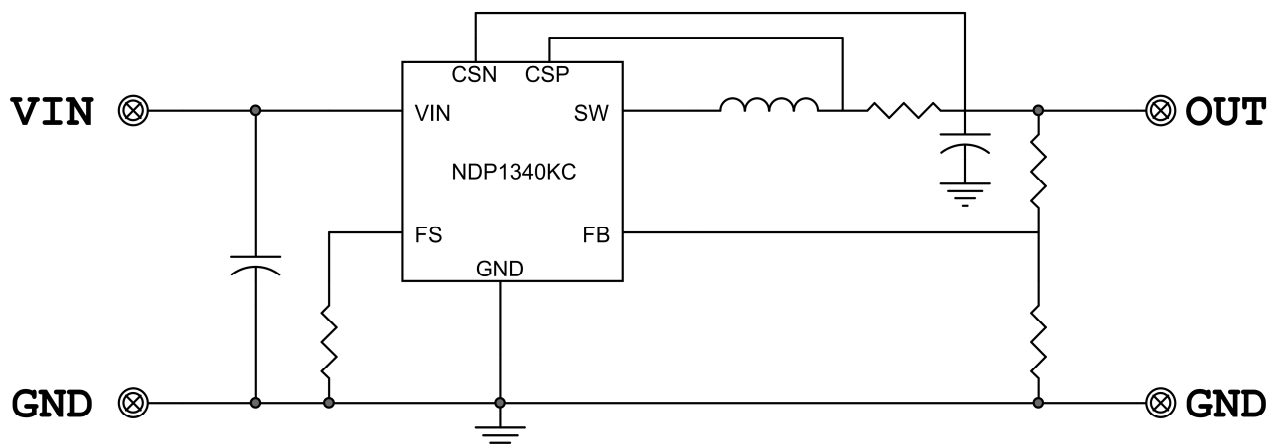 CSN CSP
VIN VIN SW OUT
NDP1340KC
FS FB
GND
GND GND